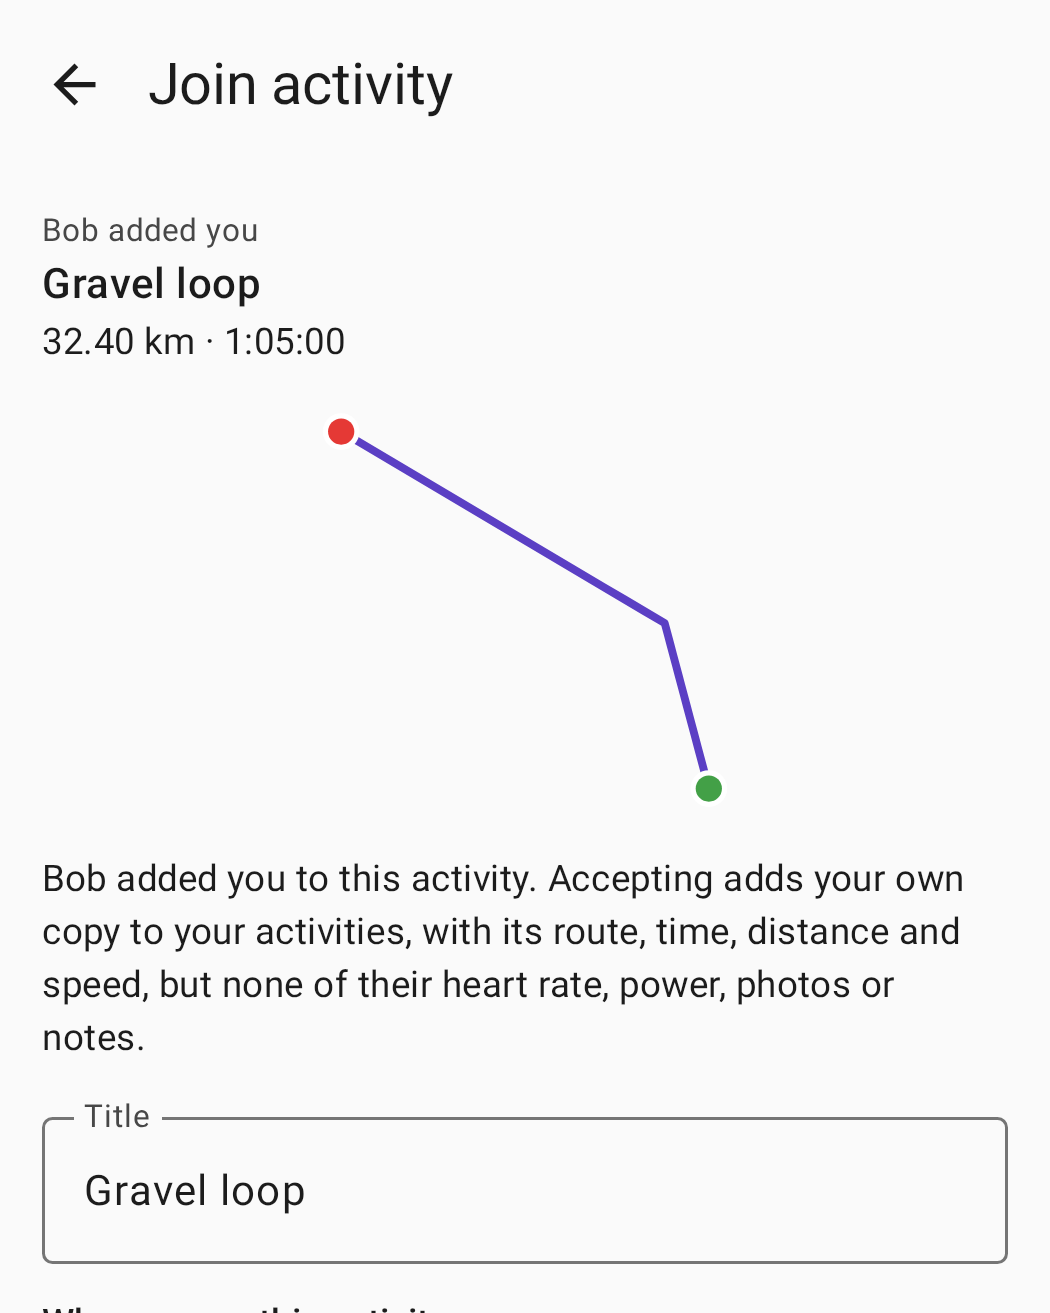 Join activity
Bob added you
Gravel loop
32.40 km · 1:05:00
Bob added you to this activity. Accepting adds your own
copy to your activities, with its route, time, distance and
speed, but none of their heart rate, power, photos or
notes.
Title
Gravel loop